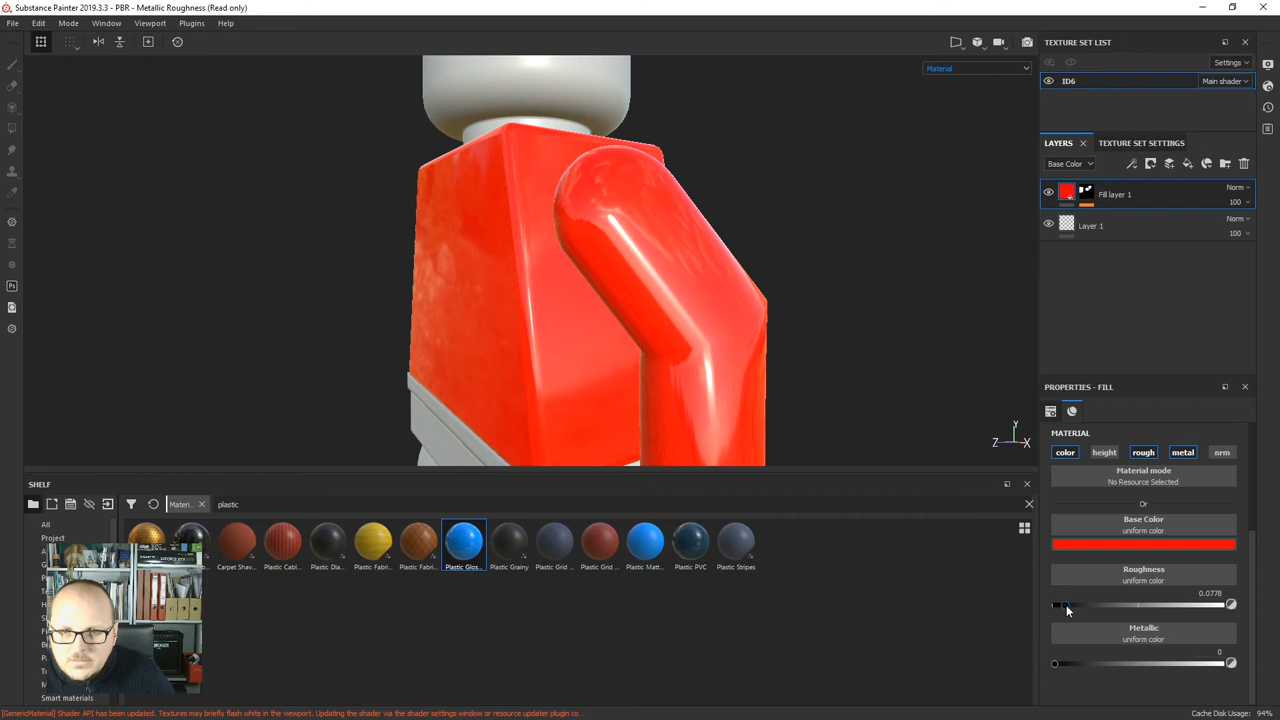 Substance Painter 2019.3.3 - PBR - Metallic Roughness (Read only)
File Edit Mode Window Viewport Plugins Help
Material
TEXTURE SET LIST
Settings
ID6 Main shader
LAYERS TEXTURE SET SETTINGS
Base Color
Fill layer 1 Norm
100
Layer 1 Norm
100
PROPERTIES - FILL
MATERIAL
color height rough metal nrm
Material mode
No Resource Selected
Or
Base Color
uniform color
Roughness
uniform color
0.0778
Metallic
uniform color
0
Y
Z X
SHELF
Materi... plastic
All
Project
Smart materials
Carpet Shav... Plastic Cabl... Plastic Dia... Plastic Fabri... Plastic Fabri... Plastic Glos... Plastic Grainy Plastic Grid ... Plastic Grid ... Plastic Matt... Plastic PVC Plastic Stripes
Ps
[GenericMaterial] Shader API has been updated. Textures may briefly flash white in the viewport. Updating the shader via the shader settings window or resource updater plugin co...
Cache Disk Usage: 94%